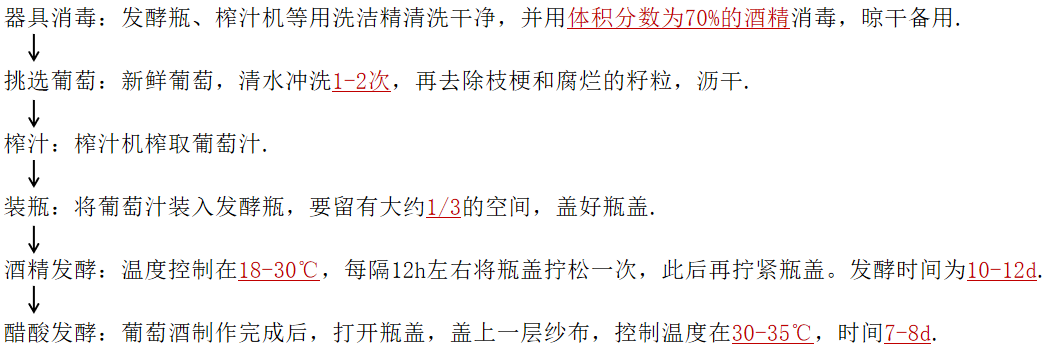 器具消毒：发酵瓶、榨汁机等用洗洁精清洗干净，并用体积分数为70%的酒精消毒，晾干备用.
挑选葡萄：新鲜葡萄，清水冲洗1-2次，再去除枝梗和腐烂的籽粒，沥干.
榨汁：榨汁机榨取葡萄汁.
装瓶：将葡萄汁装入发酵瓶，要留有大约1/3的空间，盖好瓶盖.
酒精发酵：温度控制在18-30℃，每隔12h左右将瓶盖拧松一次，此后再拧紧瓶盖。发酵时间为10-12d.
醋酸发酵：葡萄酒制作完成后，打开瓶盖，盖上一层纱布，控制温度在30-35℃，时间7-8d.